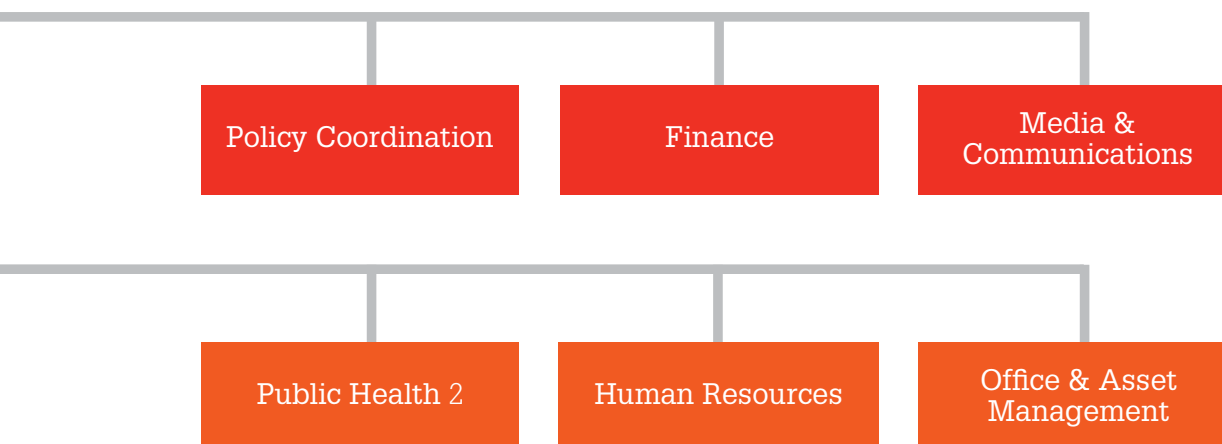 Policy Coordination
Finance
Media &
Communications
Public Health 2
Human Resources
Office & Asset
Management